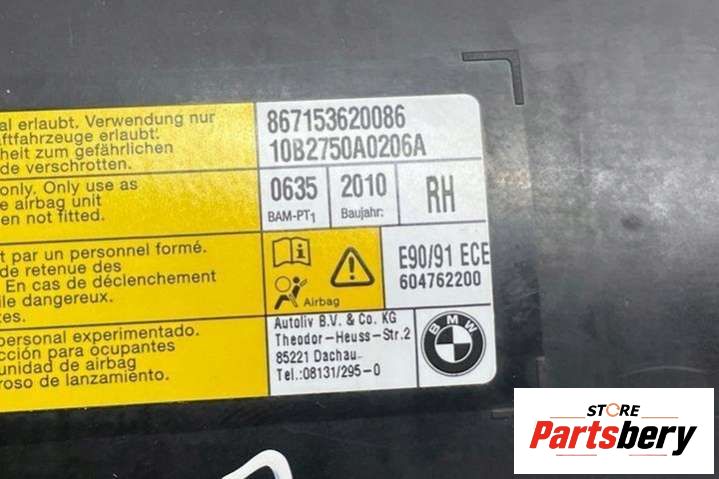 al erlaubt. Verwendung nur
ftfahrzeuge erlaubt.
heit zum gefährlichen
de verschrotten.
only. Only use as
e airbag unit
en not fitted.
t par un personnel formé.
de retenue des
. En cas de déclenchement
ile dangereux.
tes.
personal experimentado.
cción para ocupantes
unidad de airbag
roso de lanzamiento.
867153620086
10B2750A0206A
0635
BAM-PT1
2010
Baujahr:
RH
Airbag
E90/91 ECE
604762200
Autoliv B.V. & Co. KG
Theodor-Heuss-Str.2
85221 Dachau
Tel.:08131/295-0
BMW
STORE
Partsbery